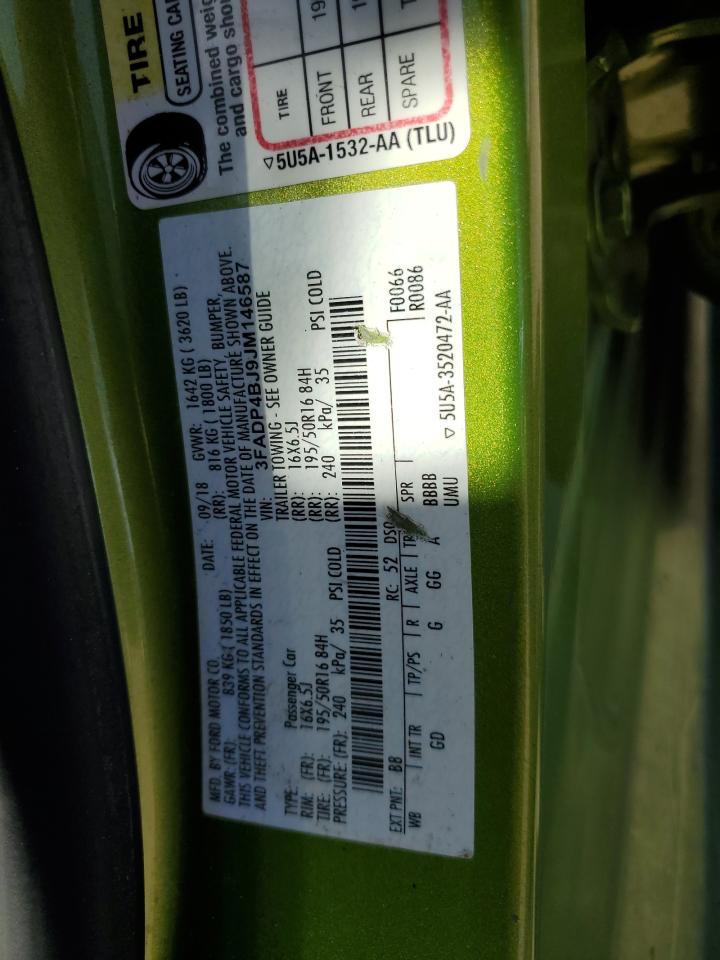 TIRE
SEATING CA
The combined weig
and cargo shou
TIRE
FRONT 19
REAR
SPARE
▽5U5A-1532-AA (TLU)
MFD. BY FORD MOTOR CO.
DATE: 09/18 GVWR: 1642 KG ( 3620 LB)
GAWR: (FR): 839 KG ( 1850 LB) (RR): 816 KG ( 1800 LB)
THIS VEHICLE CONFORMS TO ALL APPLICABLE FEDERAL MOTOR VEHICLE SAFETY, BUMPER,
AND THEFT PREVENTION STANDARDS IN EFFECT ON THE DATE OF MANUFACTURE SHOWN ABOVE.
VIN: 3FADP4BJ9JM146587
TYPE: Passenger Car TRAILER TOWING - SEE OWNER GUIDE
RIM: (FR): 16X6.5J (RR): 16X6.5J
TIRE: (FR): 195/50R16 84H (RR): 195/50R16 84H
PRESSURE: (FR): 240 kPa/ 35 PSI COLD (RR): 240 kPa/ 35 PSI COLD
EXT PNT: B8 RC: 52 DSO: F0066
WB INT TR TP/PS R AXLE TR SPR R0086
GD G GG A BBBB
UMU ▽ 5U5A-3520472-AA